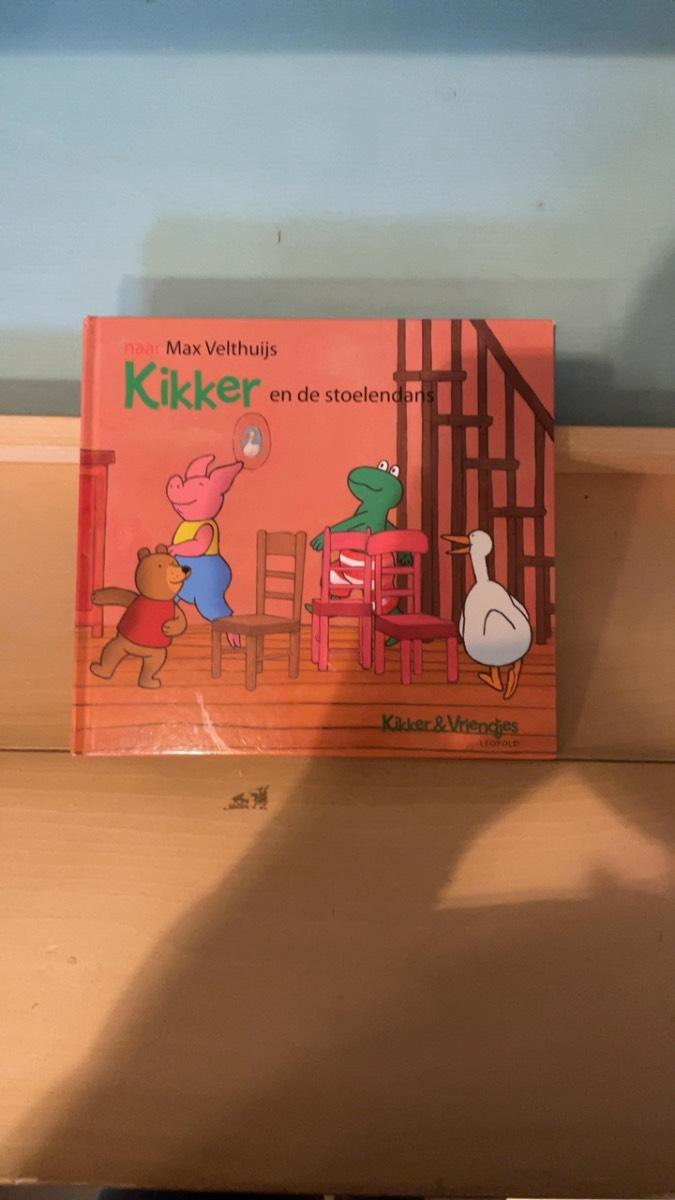 naar Max Velthuijs
Kikker en de stoelendans
Kikker & Vriendjes
LEOPOLD